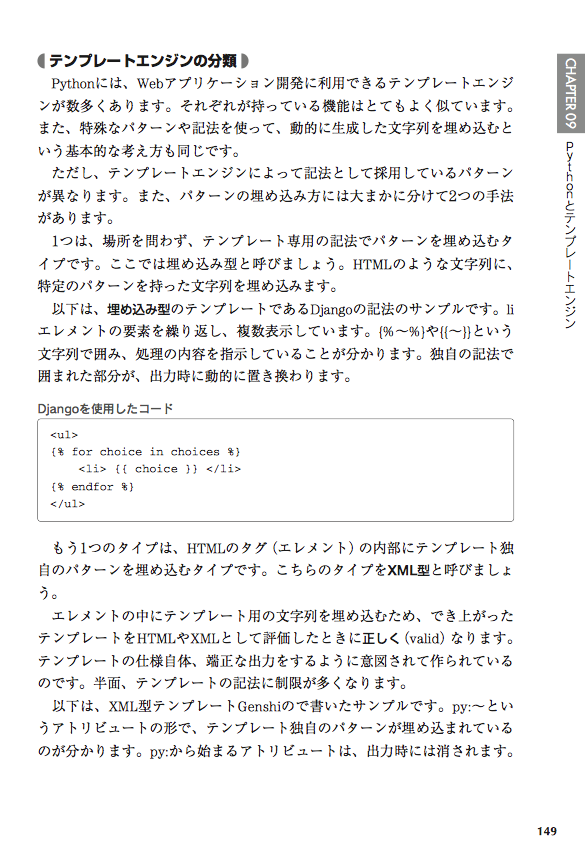 テンプレートエンジンの分類
Pythonには、Webアプリケーション開発に利用できるテンプレートエンジ
ンが数多くあります。それぞれが持っている機能はとてもよく似ています。
また、特殊なパターンや記法を使って、動的に生成した文字列を埋め込むと
いう基本的な考え方も同じです。
ただし、テンプレートエンジンによって記法として採用しているパターン
が異なります。また、パターンの埋め込み方には大まかに分けて2つの手法
があります。
1つは、場所を問わず、テンプレート専用の記法でパターンを埋め込むタ
イプです。ここでは埋め込み型と呼びましょう。HTMLのような文字列に、
特定のパターンを持った文字列を埋め込みます。
以下は、埋め込み型のテンプレートであるDjangoの記法のサンプルです。li
エレメントの要素を繰り返し、複数表示しています。{%〜%}や{{〜}}という
文字列で囲み、処理の内容を指示していることが分かります。独自の記法で
囲まれた部分が、出力時に動的に置き換わります。
Djangoを使用したコード
<ul>
{% for choice in choices %}
    <li> {{ choice }} </li>
{% endfor %}
</ul>
もう1つのタイプは、HTMLのタグ（エレメント）の内部にテンプレート独
自のパターンを埋め込むタイプです。こちらのタイプをXML型と呼びましょ
う。
エレメントの中にテンプレート用の文字列を埋め込むため、でき上がった
テンプレートをHTMLやXMLとして評価したときに正しく（valid）なります。
テンプレートの仕様自体、端正な出力をするように意図されて作られている
のです。半面、テンプレートの記法に制限が多くなります。
以下は、XML型テンプレートGenshiので書いたサンプルです。py:〜とい
うアトリビュートの形で、テンプレート独自のパターンが埋め込まれている
のが分かります。py:から始まるアトリビュートは、出力時には消されます。
CHAPTER 09
Pythonとテンプレートエンジン
149